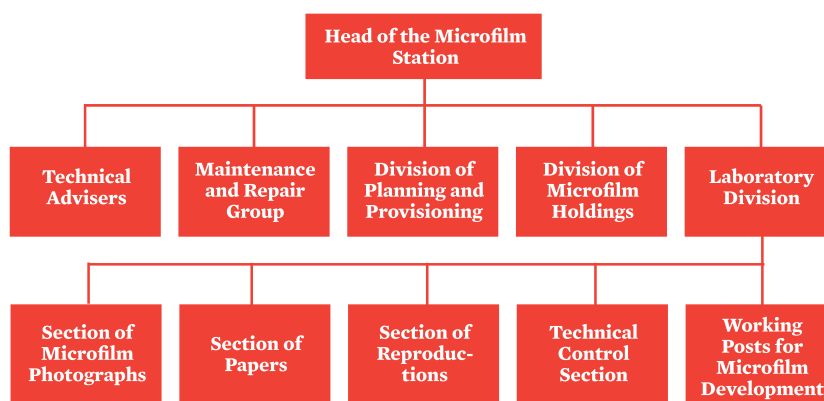 Head of the Microfilm
Station
Technical
Advisers
Maintenance
and Repair
Group
Division of
Planning and
Provisioning
Division of
Microfilm
Holdings
Laboratory
Division
Section of
Microfilm
Photographs
Section of
Papers
Section of
Reproduc-
tions
Technical
Control
Section
Working
Posts for
Microfilm
Development